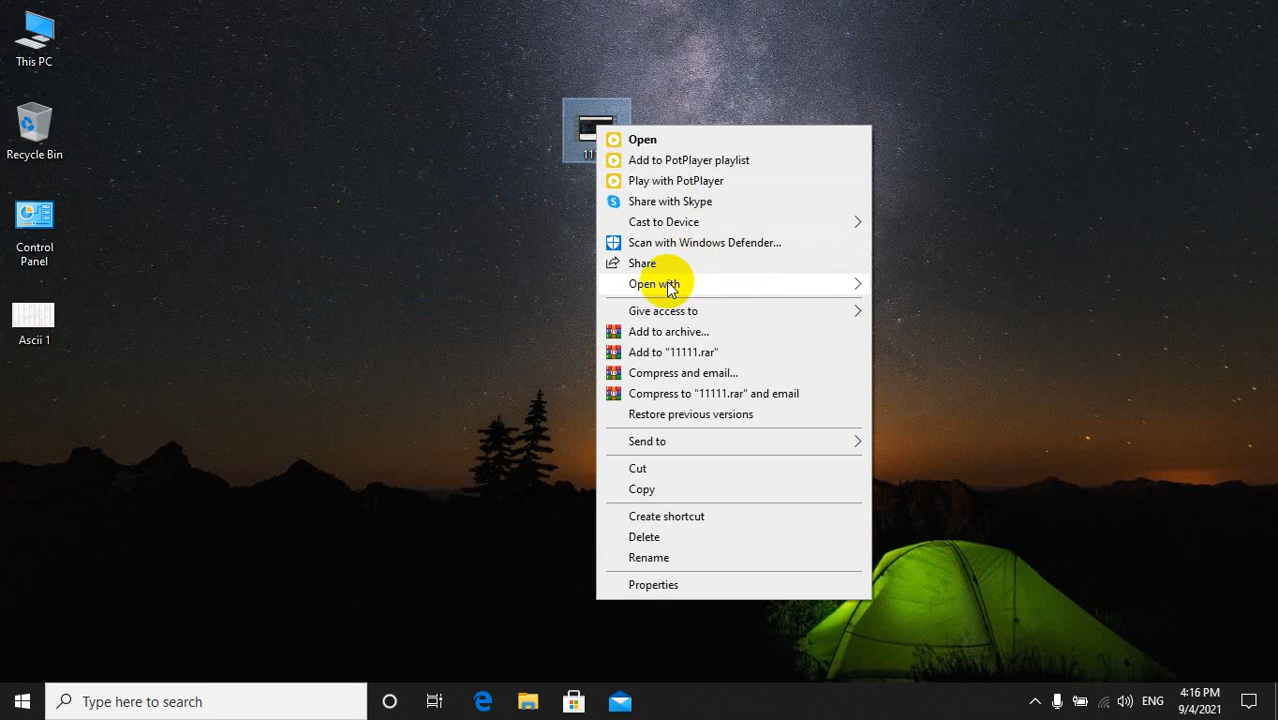 This PC
Recycle Bin
Control
Panel
Ascii 1
Open
Add to PotPlayer playlist
Play with PotPlayer
Share with Skype
Cast to Device
Scan with Windows Defender...
Share
Open with
Give access to
Add to archive...
Add to "11111.rar"
Compress and email...
Compress to "11111.rar" and email
Restore previous versions
Send to
Cut
Copy
Create shortcut
Delete
Rename
Properties
Type here to search
ENG
4:16 PM
9/4/2021